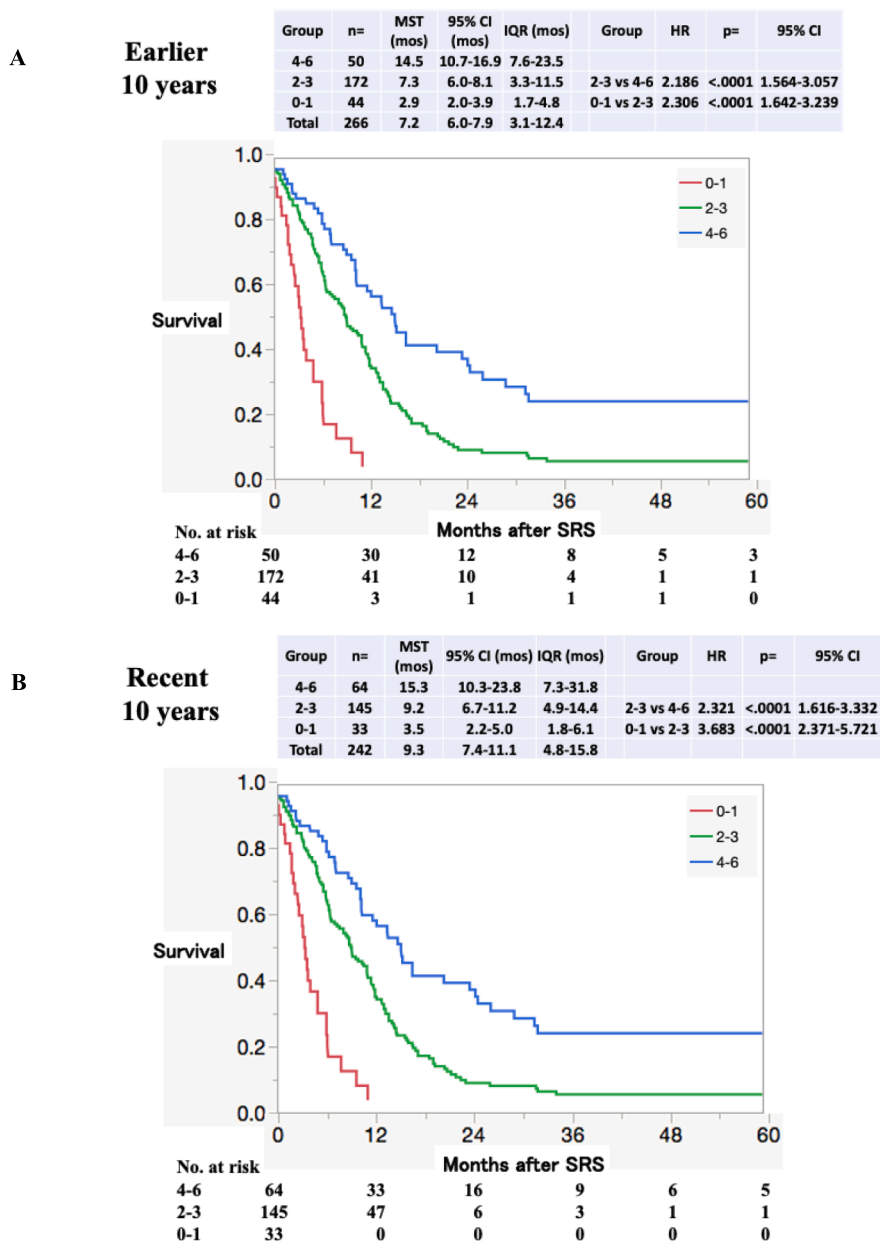 A
Earlier
10 years
Group n= MST (mos) 95% CI (mos) IQR (mos) Group HR p= 95% CI
4-6 50 14.5 10.7-16.9 7.6-23.5
2-3 172 7.3 6.0-8.1 3.3-11.5 2-3 vs 4-6 2.186 <.0001 1.564-3.057
0-1 44 2.9 2.0-3.9 1.7-4.8 0-1 vs 2-3 2.306 <.0001 1.642-3.239
Total 266 7.2 6.0-7.9 3.1-12.4
1.0
0.8
0.6
Survival
0.4
0.2
0.0
0-1
2-3
4-6
0 12 24 36 48 60
Months after SRS
No. at risk
4-6 50 30 12 8 5 3
2-3 172 41 10 4 1 1
0-1 44 3 1 1 1 0
B
Recent
10 years
Group n= MST (mos) 95% CI (mos) IQR (mos) Group HR p= 95% CI
4-6 64 15.3 10.3-23.8 7.3-31.8
2-3 145 9.2 6.7-11.2 4.9-14.4 2-3 vs 4-6 2.321 <.0001 1.616-3.332
0-1 33 3.5 2.2-5.0 1.8-6.1 0-1 vs 2-3 3.683 <.0001 2.371-5.721
Total 242 9.3 7.4-11.1 4.8-15.8
1.0
0.8
0.6
Survival
0.4
0.2
0.0
0-1
2-3
4-6
0 12 24 36 48 60
Months after SRS
No. at risk
4-6 64 33 16 9 6 5
2-3 145 47 6 3 1 1
0-1 33 0 0 0 0 0